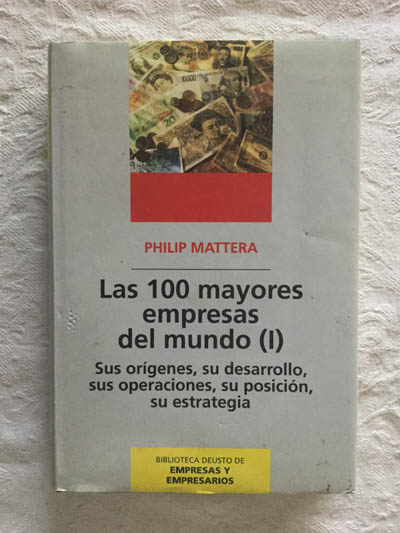 PHILIP MATTERA
Las 100 mayores
empresas
del mundo (I)
Sus orígenes, su desarrollo,
sus operaciones, su posición,
su estrategia
BIBLIOTECA DEUSTO DE
EMPRESAS Y
EMPRESARIOS